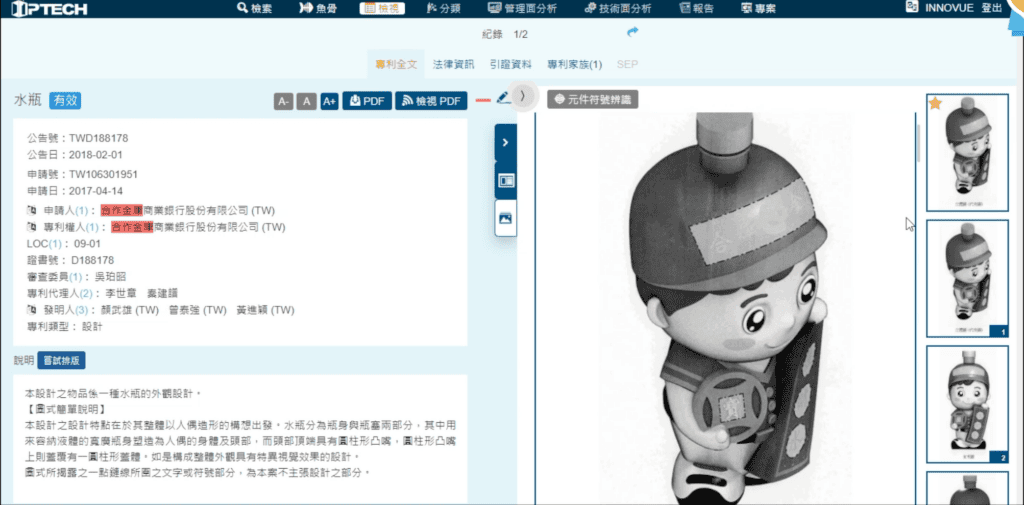 IPTECH
檢索 魚骨 檢視 分類 管理面分析 技術面分析 報告 專案 INNOVUE 登出
紀錄 1/2
專利全文 法律資訊 引證資料 專利家族(1) SEP
水瓶 有效 A- A A+ PDF 檢視 PDF
元件符號辨識
公告號：TWD188178
公告日：2018-02-01
申請號：TW106301951
申請日：2017-04-14
申請人(1)： 合作金庫商業銀行股份有限公司 (TW)
專利權人(1)： 合作金庫商業銀行股份有限公司 (TW)
LOC(1)： 09-01
證書號： D188178
審查委員(1)： 吳珀昭
專利代理人(2)： 李世章
發明人(3)： 顏武雄 (TW) 曾泰強 (TW) 黃進穎 (TW)
專利類型： 設計
說明 嘗試排版
本設計之物品係一種水瓶的外觀設計。
【圖式簡單說明】
本設計之設計特點在於其整體以人偶造形的構想出發。水瓶分為瓶身與瓶塞兩部分，其中用
來容納液體的寬廣瓶身塑造為人偶的身體及頭部，而頭部頂端具有圓柱形凸嘴，圓柱形凸嘴
上則蓋覆有一圓柱形蓋體。如是構成整體外觀具有特異視覺效果的設計。
圖式所揭露之一點鏈線所圈之文字或符號部分，為本案不主張設計之部分。
1
2